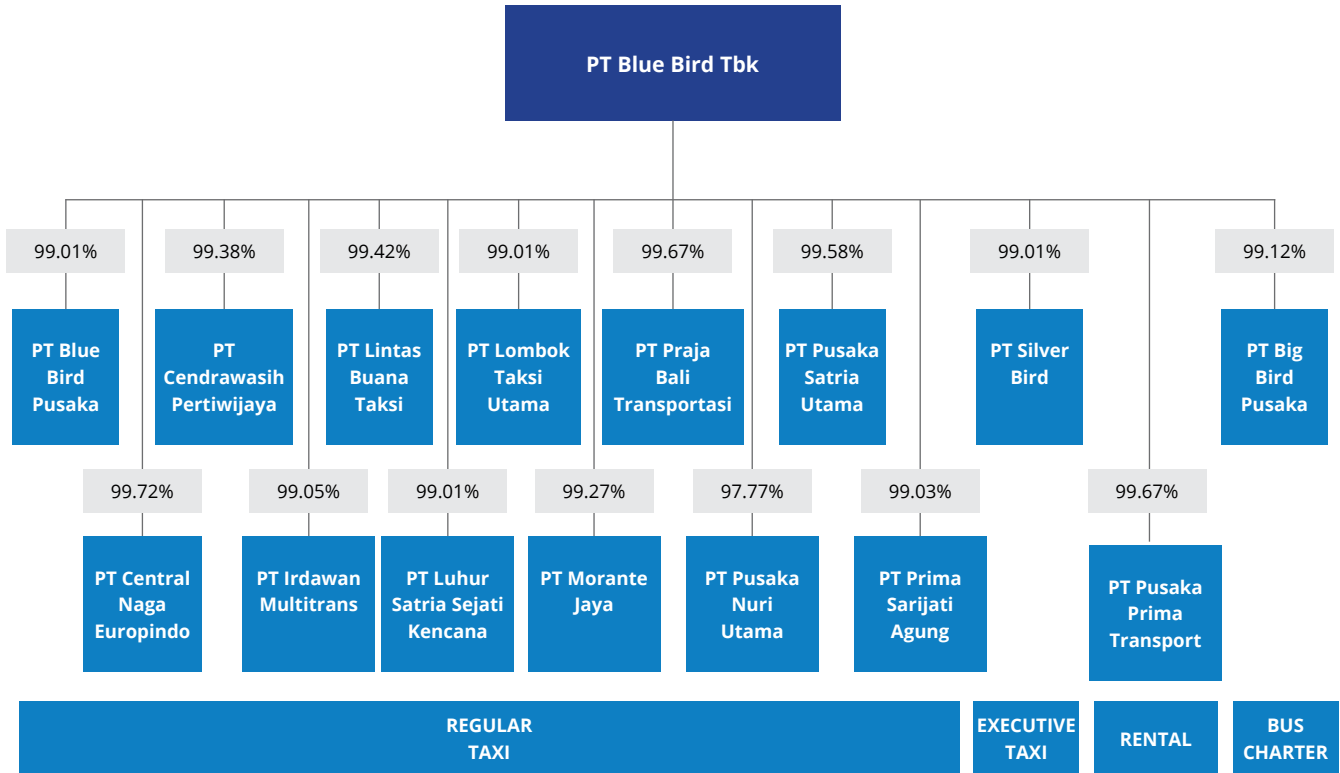 PT Blue Bird Tbk
99.01%
99.38%
99.42%
99.01%
99.67%
99.58%
99.01%
99.12%
PT Blue
Bird
Pusaka
PT
Cendrawasih
Pertiwijaya
PT Lintas
Buana
Taksi
PT Lombok
Taksi
Utama
PT Praja
Bali
Transportasi
PT Pusaka
Satria
Utama
PT Silver
Bird
PT Big
Bird
Pusaka
99.72%
99.05%
99.01%
99.27%
97.77%
99.03%
99.67%
PT Central
Naga
Europindo
PT Irdawan
Multitrans
PT Luhur
Satria Sejati
Kencana
PT Morante
Jaya
PT Pusaka
Nuri
Utama
PT Prima
Sarijati
Agung
PT Pusaka
Prima
Transport
REGULAR
TAXI
EXECUTIVE
TAXI
RENTAL
BUS
CHARTER